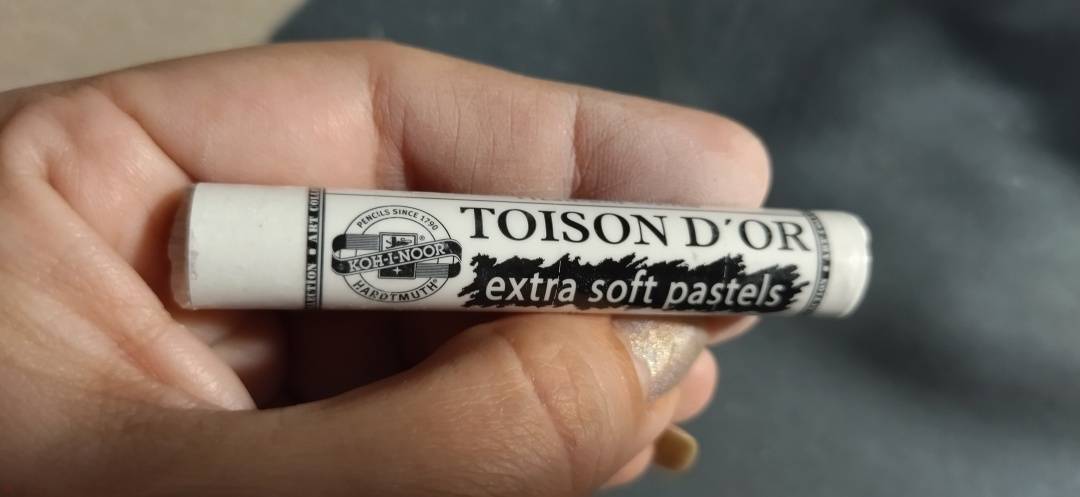 PENCILS SINCE 1790
KOH-I-NOOR®
HARDTMUTH
TOISON D´OR
extra soft pastels